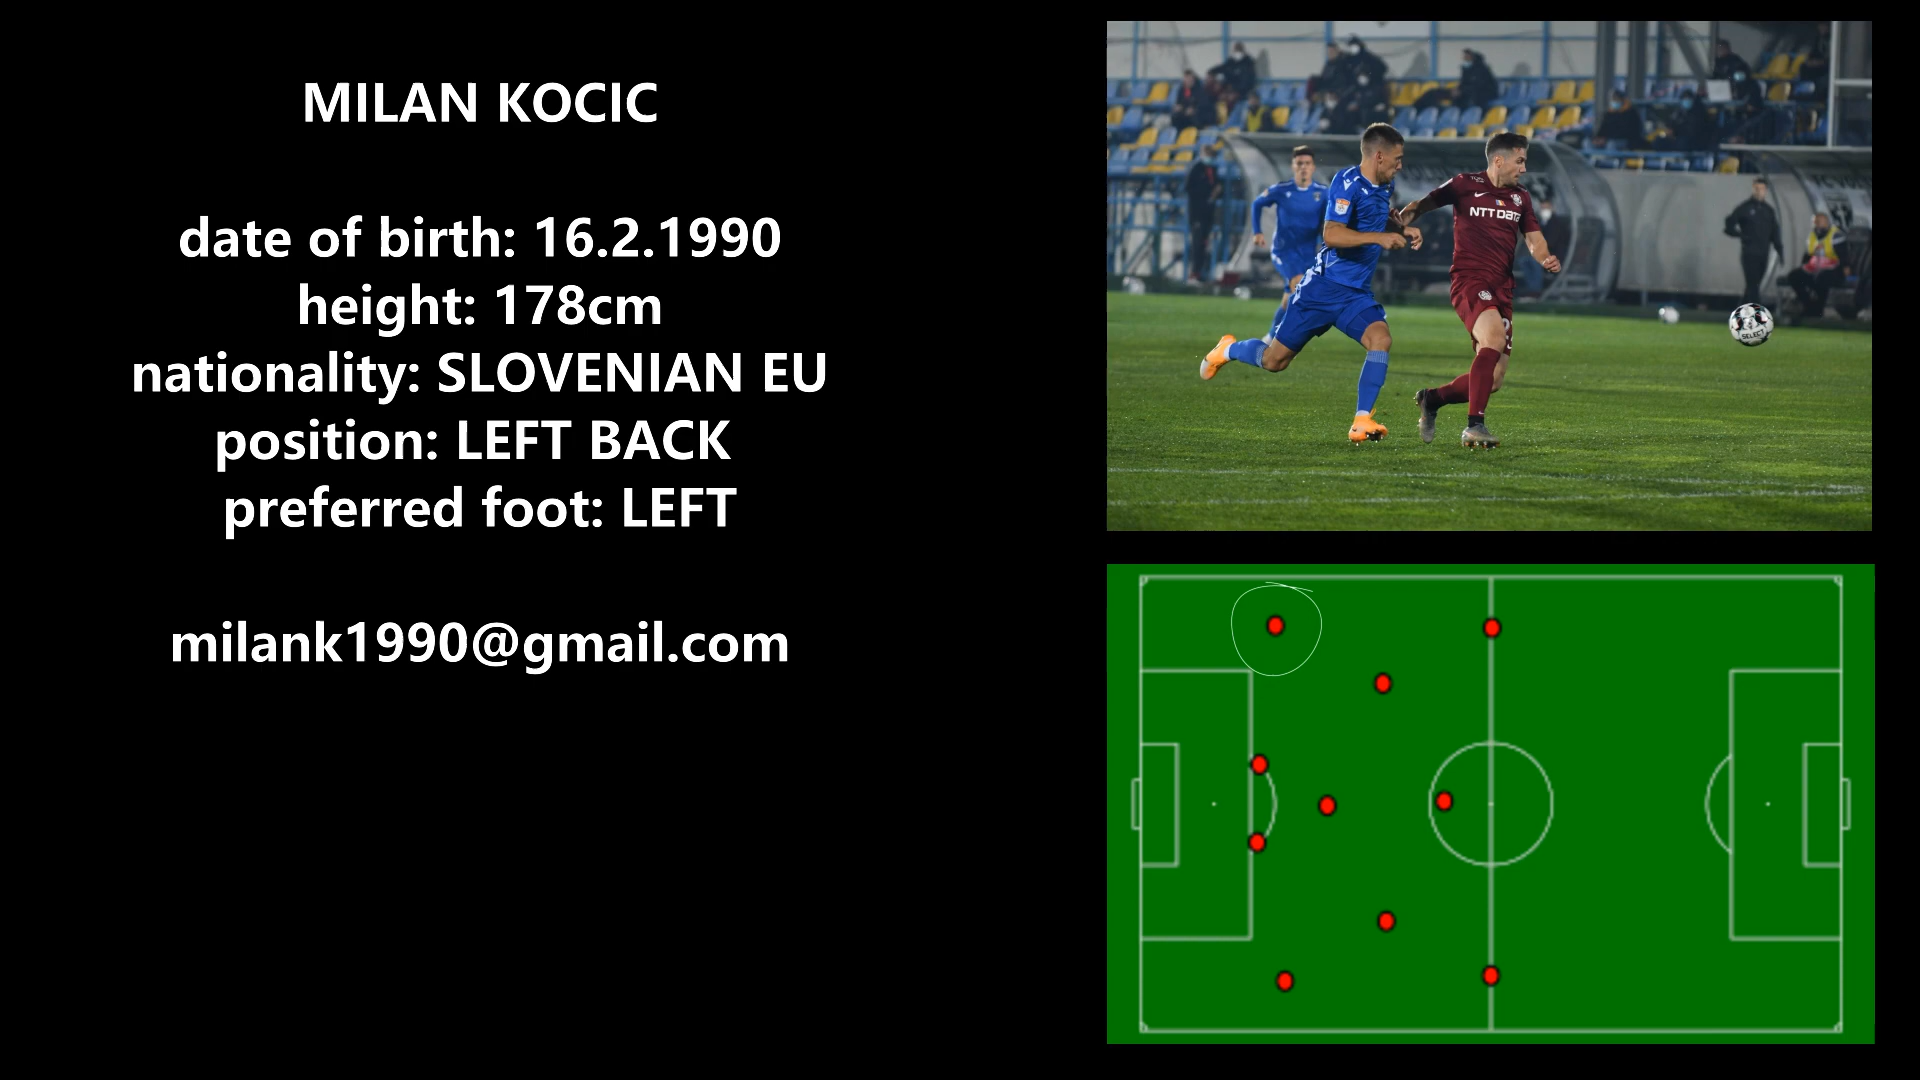 MILAN KOCIC
date of birth: 16.2.1990
height: 178cm
nationality: SLOVENIAN EU
position: LEFT BACK
preferred foot: LEFT
milank1990@gmail.com
NTT DATA
SELECT